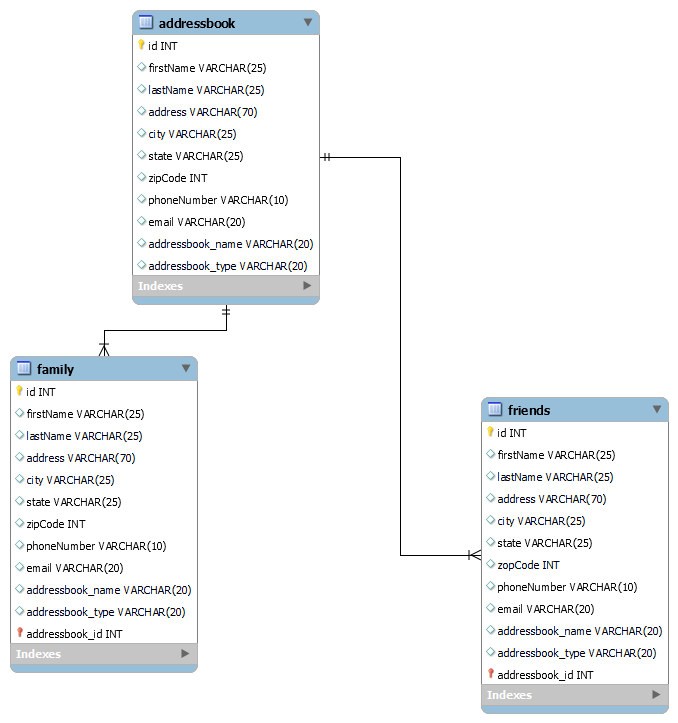 addressbook
id INT
firstName VARCHAR(25)
lastName VARCHAR(25)
address VARCHAR(70)
city VARCHAR(25)
state VARCHAR(25)
zipCode INT
phoneNumber VARCHAR(10)
email VARCHAR(20)
addressbook_name VARCHAR(20)
addressbook_type VARCHAR(20)
Indexes
family
id INT
firstName VARCHAR(25)
lastName VARCHAR(25)
address VARCHAR(70)
city VARCHAR(25)
state VARCHAR(25)
zipCode INT
phoneNumber VARCHAR(10)
email VARCHAR(20)
addressbook_name VARCHAR(20)
addressbook_type VARCHAR(20)
addressbook_id INT
Indexes
friends
id INT
firstName VARCHAR(25)
lastName VARCHAR(25)
address VARCHAR(70)
city VARCHAR(25)
state VARCHAR(25)
zopCode INT
phoneNumber VARCHAR(10)
email VARCHAR(20)
addressbook_name VARCHAR(20)
addressbook_type VARCHAR(20)
addressbook_id INT
Indexes